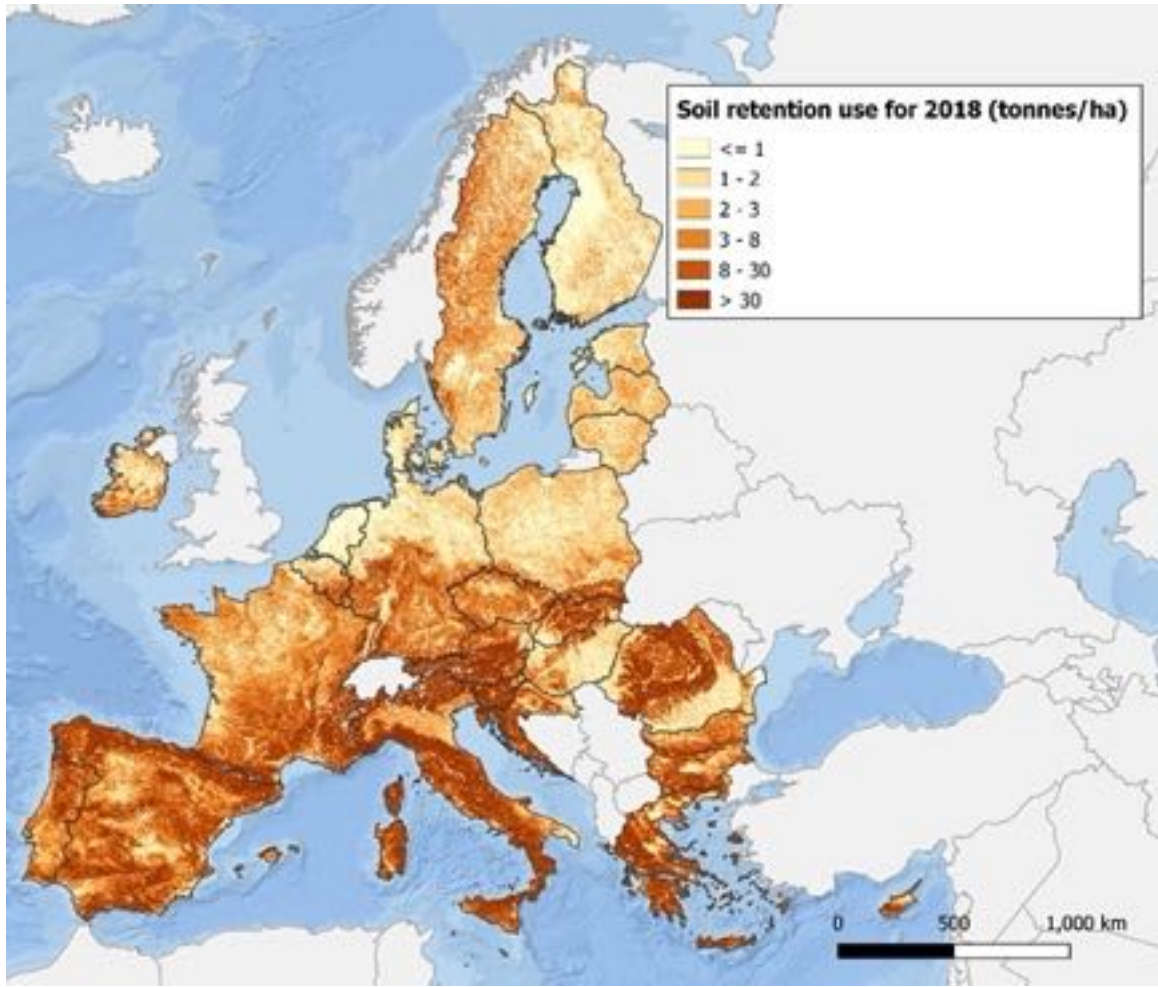 Soil retention use for 2018 (tonnes/ha)
<= 1
1 - 2
2 - 3
3 - 8
8 - 30
> 30
0 500 1,000 km